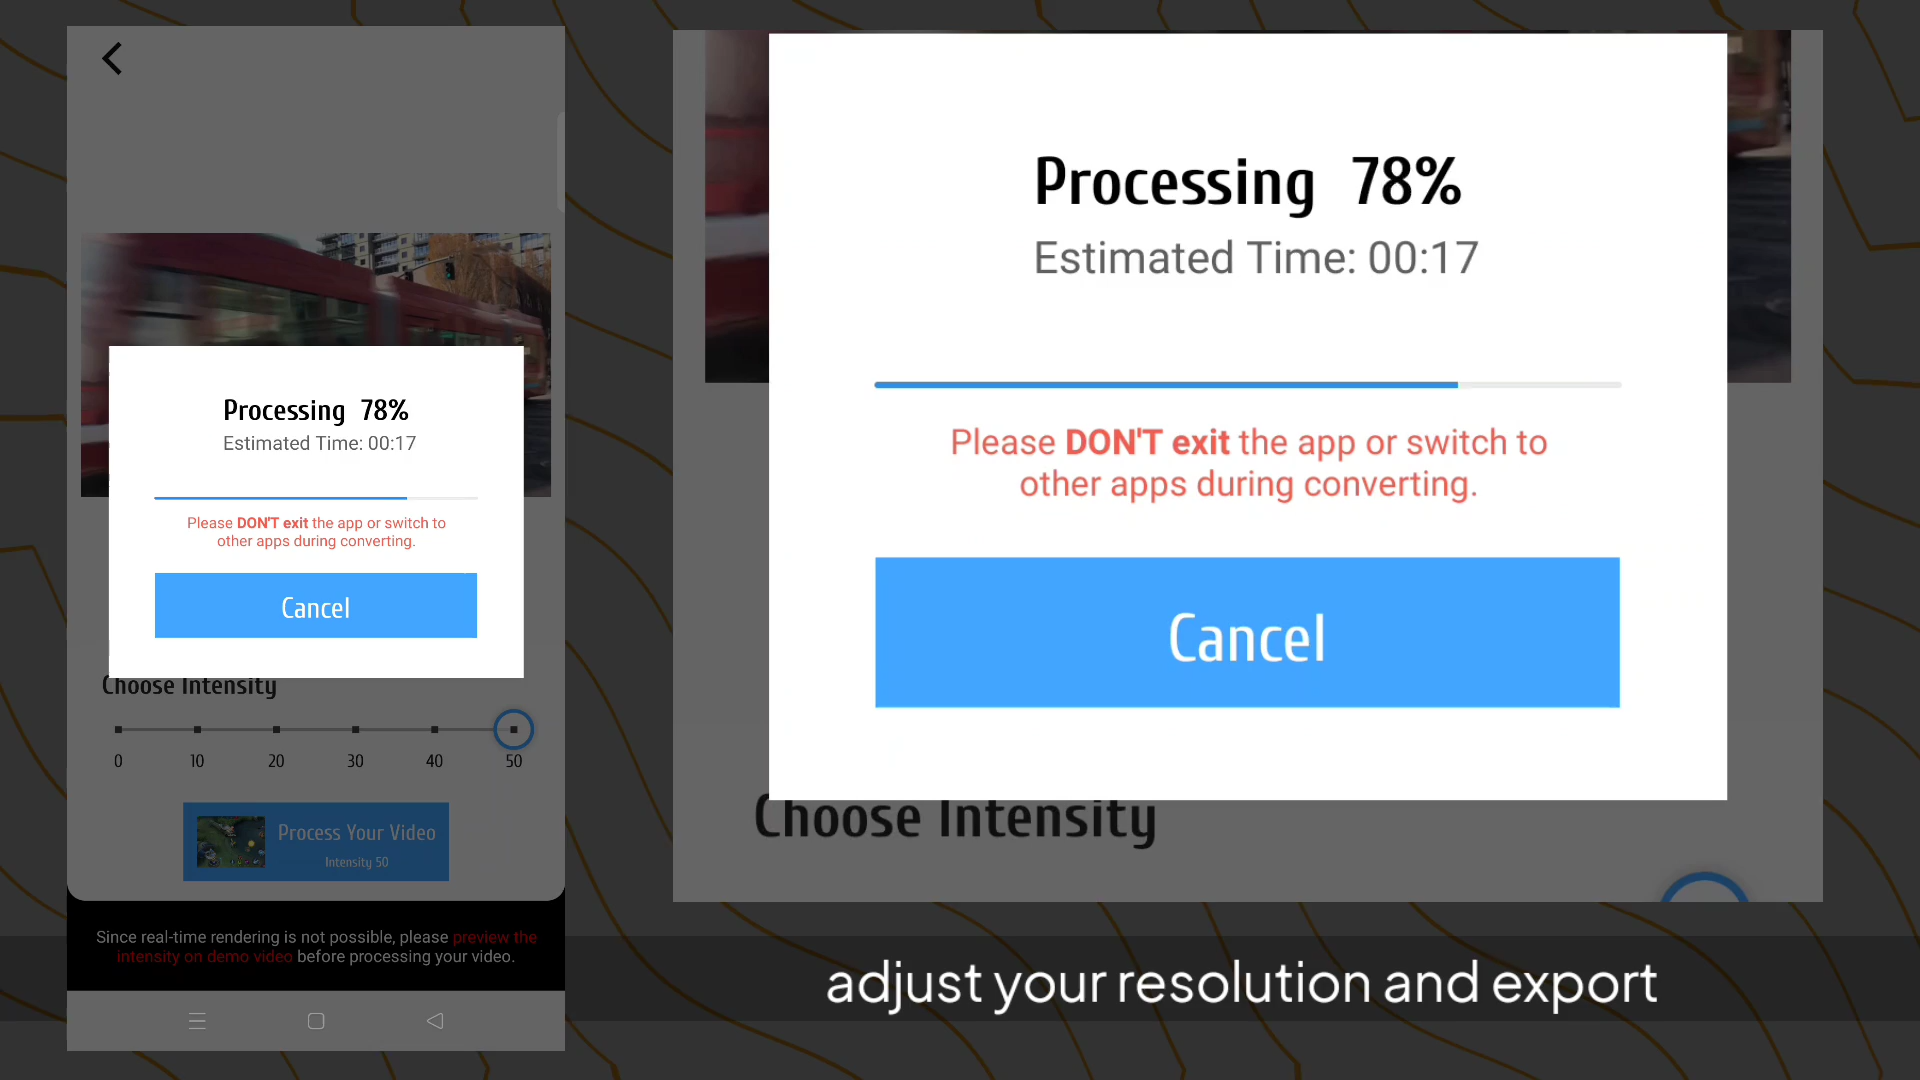 Processing 78%
Estimated Time: 00:17
Please DON'T exit the app or switch to
other apps during converting.
Cancel
Choose Intensity
0 10 20 30 40 50
Process Your Video
Intensity 50
Since real-time rendering is not possible, please preview the
intensity on demo video before processing your video.
Processing 78%
Estimated Time: 00:17
Please DON'T exit the app or switch to
other apps during converting.
Cancel
Choose Intensity
adjust your resolution and export